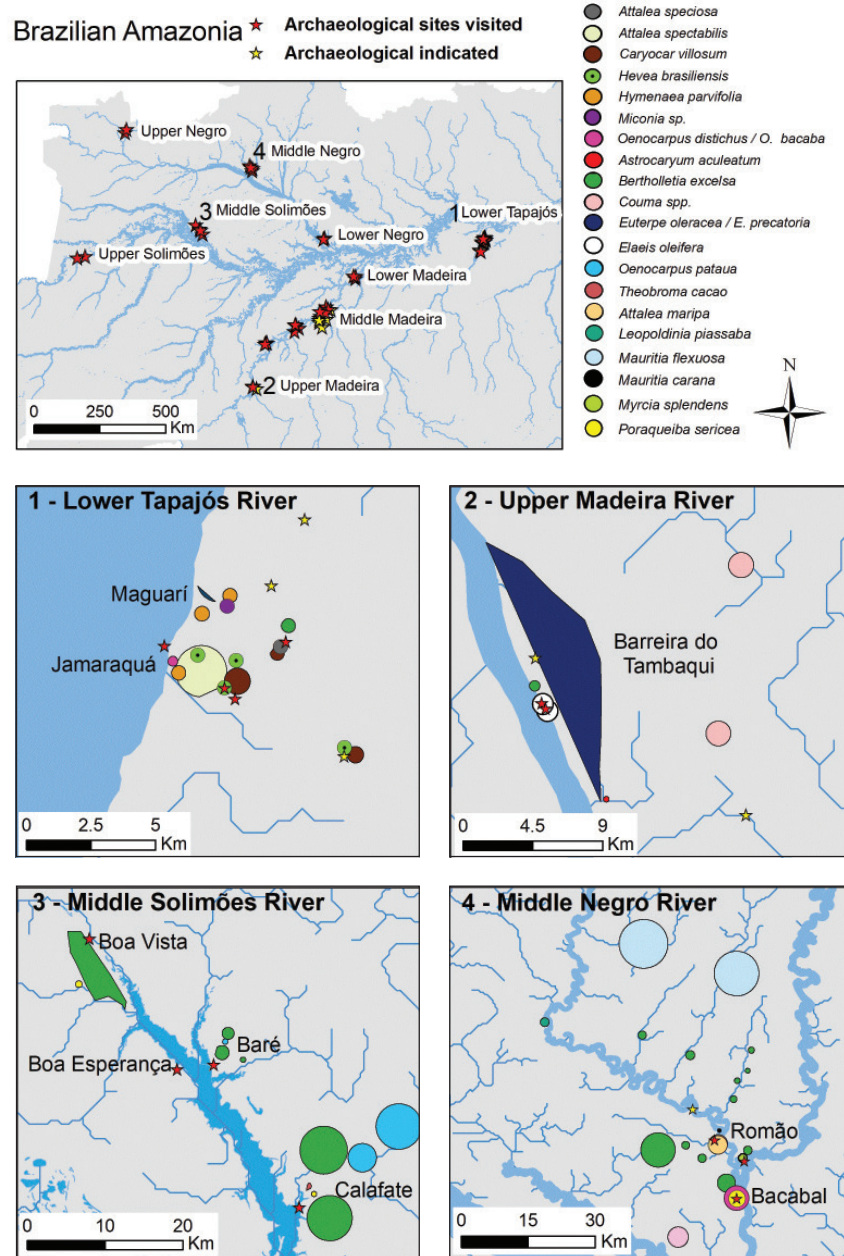 Brazilian Amazonia
Archaeological sites visited
Archaeological indicated
Attalea speciosa
Attalea spectabilis
Caryocar villosum
Hevea brasiliensis
Hymenaea parvifolia
Miconia sp.
Oenocarpus distichus / O. bacaba
Astrocaryum aculeatum
Bertholletia excelsa
Couma spp.
Euterpe oleracea / E. precatoria
Elaeis oleifera
Oenocarpus pataua
Theobroma cacao
Attalea maripa
Leopoldinia piassaba
Mauritia flexuosa
Mauritia carana
Myrcia splendens
Poraqueiba sericea
N
Upper Negro
4 Middle Negro
3 Middle Solimões
1 Lower Tapajós
Lower Negro
Upper Solimões
Lower Madeira
Middle Madeira
2 Upper Madeira
0 250 500
Km
1 - Lower Tapajós River
Maguarí
Jamaraquá
0 2.5 5
Km
2 - Upper Madeira River
Barreira do
Tambaqui
0 4.5 9
Km
3 - Middle Solimões River
Boa Vista
Baré
Boa Esperança
Calafate
0 10 20
Km
4 - Middle Negro River
Romão
Bacabal
0 15 30
Km